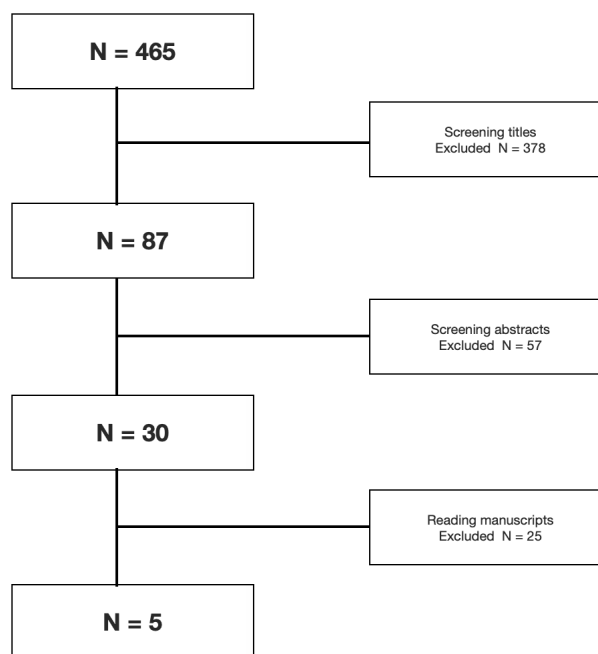 N = 465
Screening titles
Excluded N = 378
N = 87
Screening abstracts
Excluded N = 57
N = 30
Reading manuscripts
Excluded N = 25
N = 5